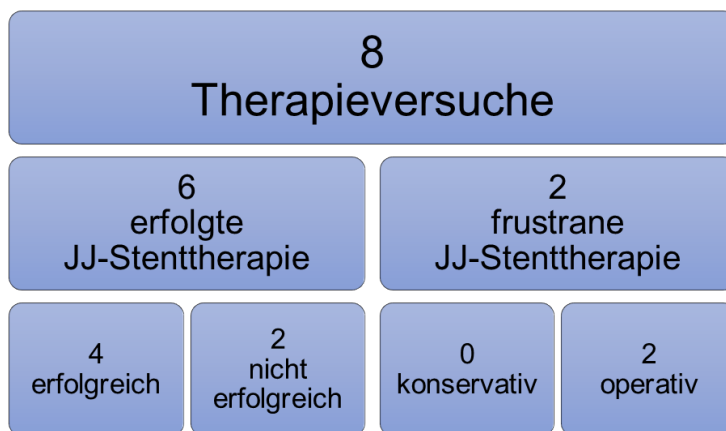 8
Therapieversuche
6
erfolgte
JJ-Stenttherapie
2
frustrane
JJ-Stenttherapie
4
erfolgreich
2
nicht
erfolgreich
0
konservativ
2
operativ